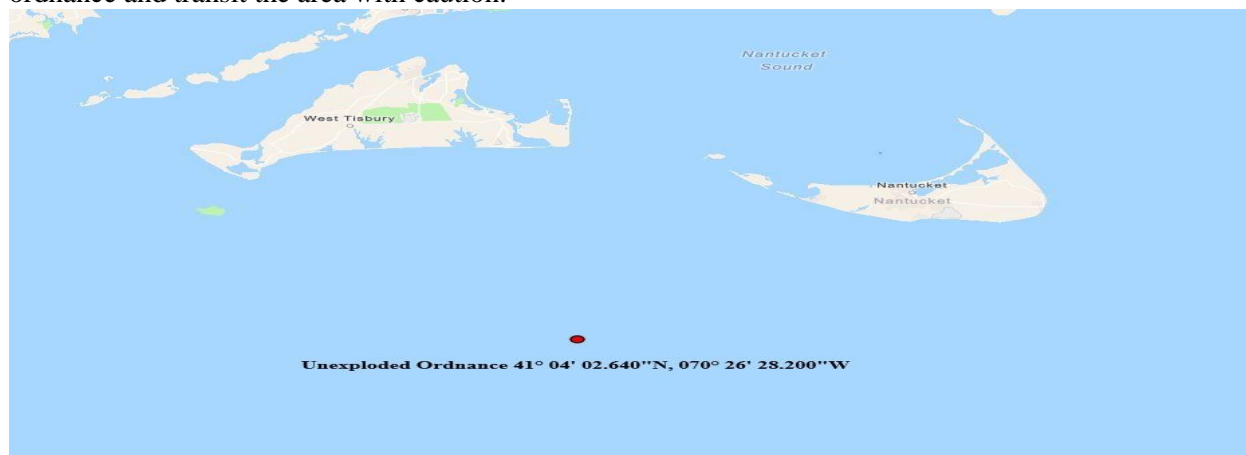 ordnance and transit the area with caution.
Nantucket
Sound
West Tisbury
Nantucket
Nantucket
Unexploded Ordnance 41° 04' 02.640"N, 070° 26' 28.200"W